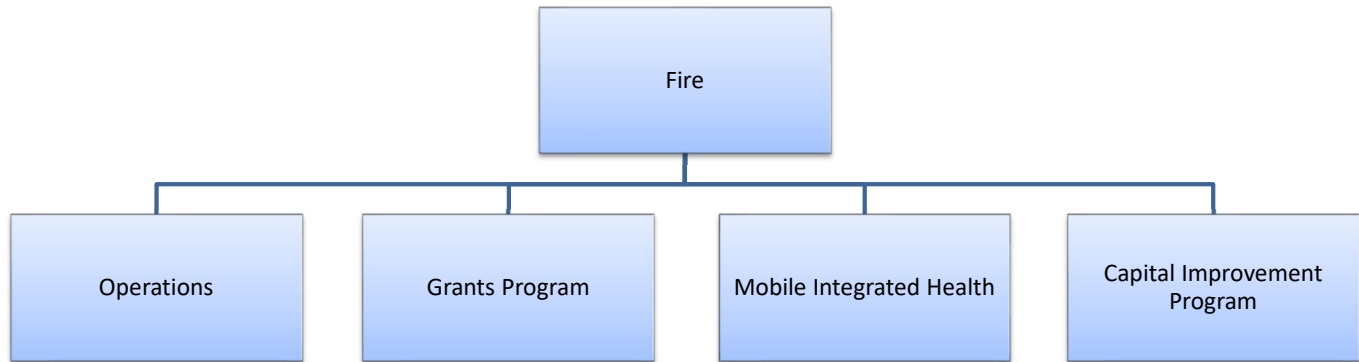 Fire
Operations
Grants Program
Mobile Integrated Health
Capital Improvement
Program